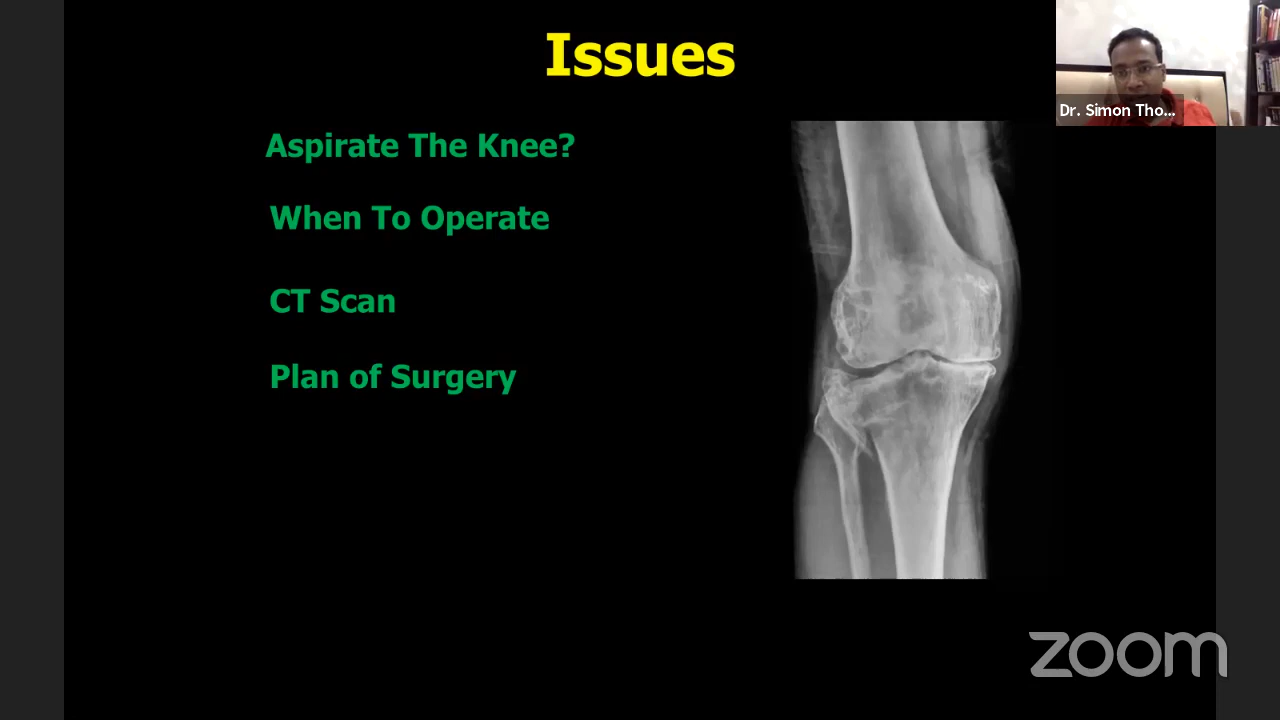 Issues
Dr. Simon Tho...
Aspirate The Knee?
When To Operate
CT Scan
Plan of Surgery
zoom